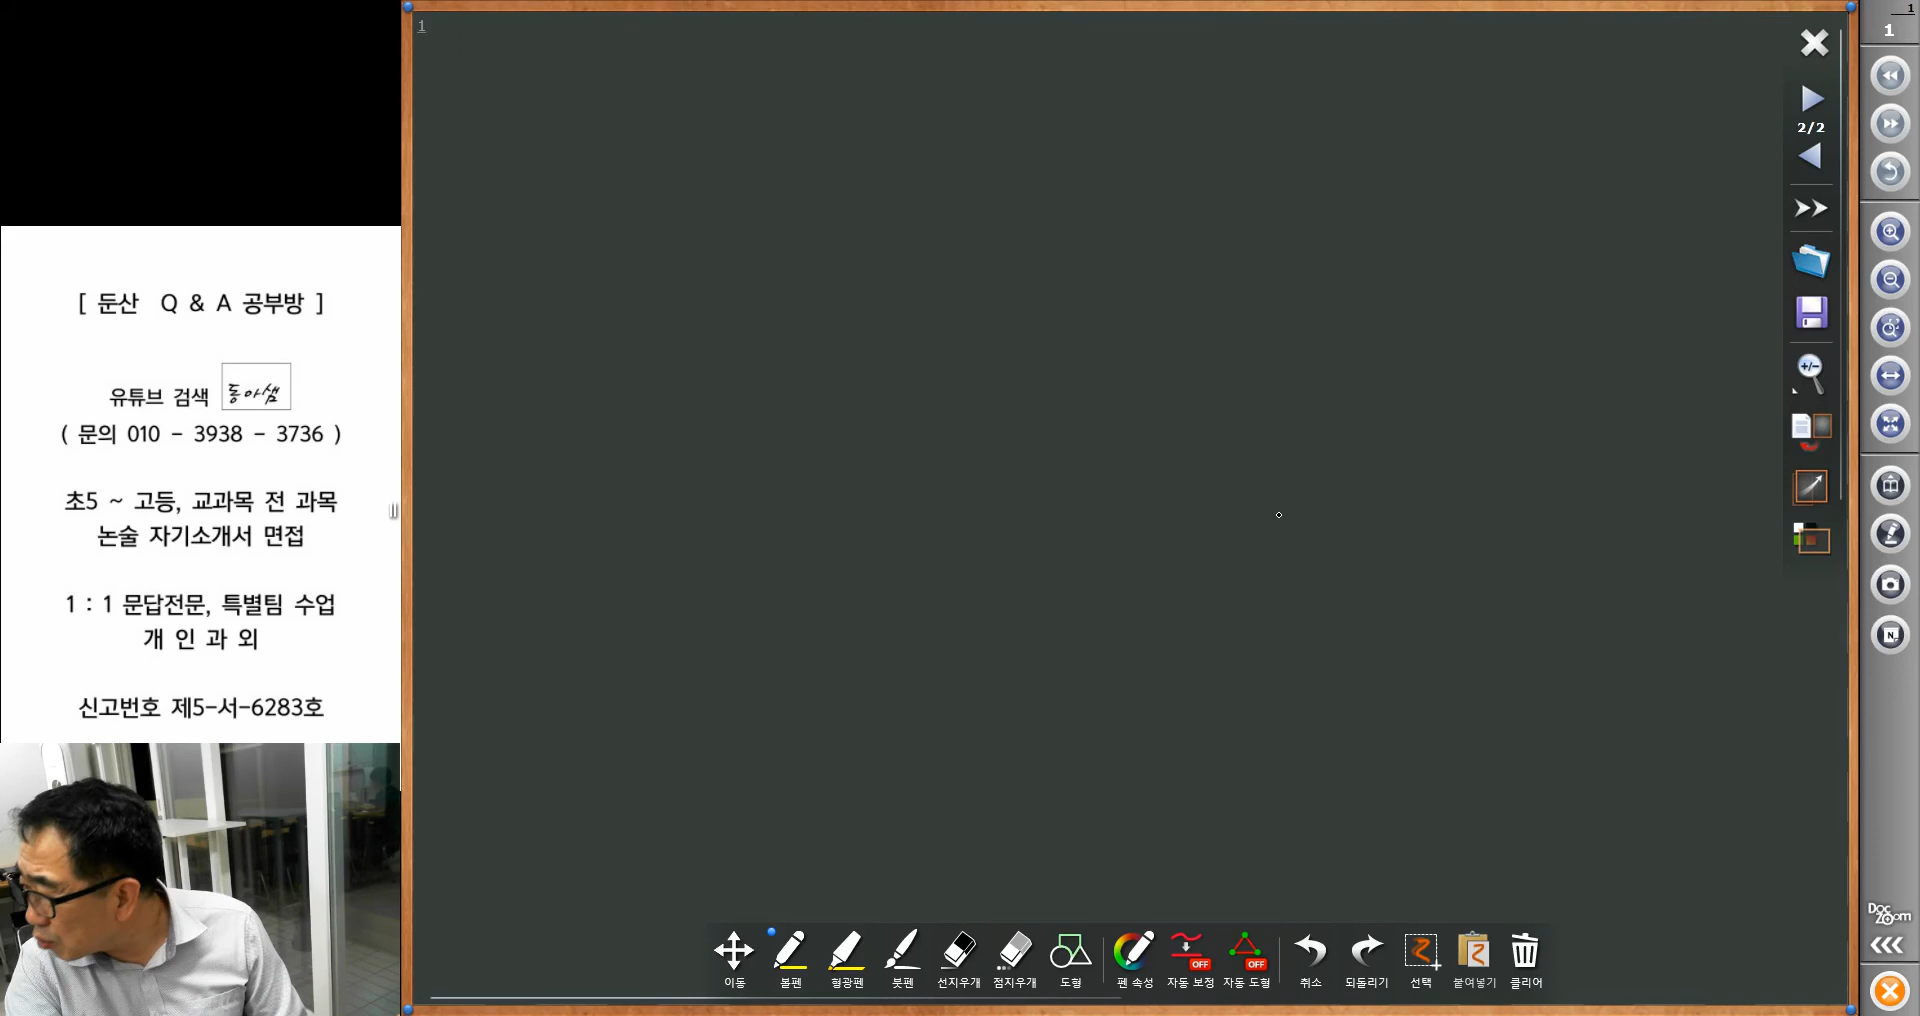 [ 둔산 Q & A 공부방 ]
유튜브 검색 동아샘
( 문의 010 - 3938 - 3736 )
초5 ~ 고등, 교과목 전 과목
논술 자기소개서 면접
1 : 1 문답전문, 특별팀 수업
개 인 과 외
신고번호 제5-서-6283호
1
2/2
+/-
1
1
N
Doc Zoom
이동
볼펜
형광펜
붓펜
선지우개
점지우개
도형
펜 속성
OFF
자동 보정
OFF
자동 도형
취소
되돌리기
선택
붙여넣기
클리어